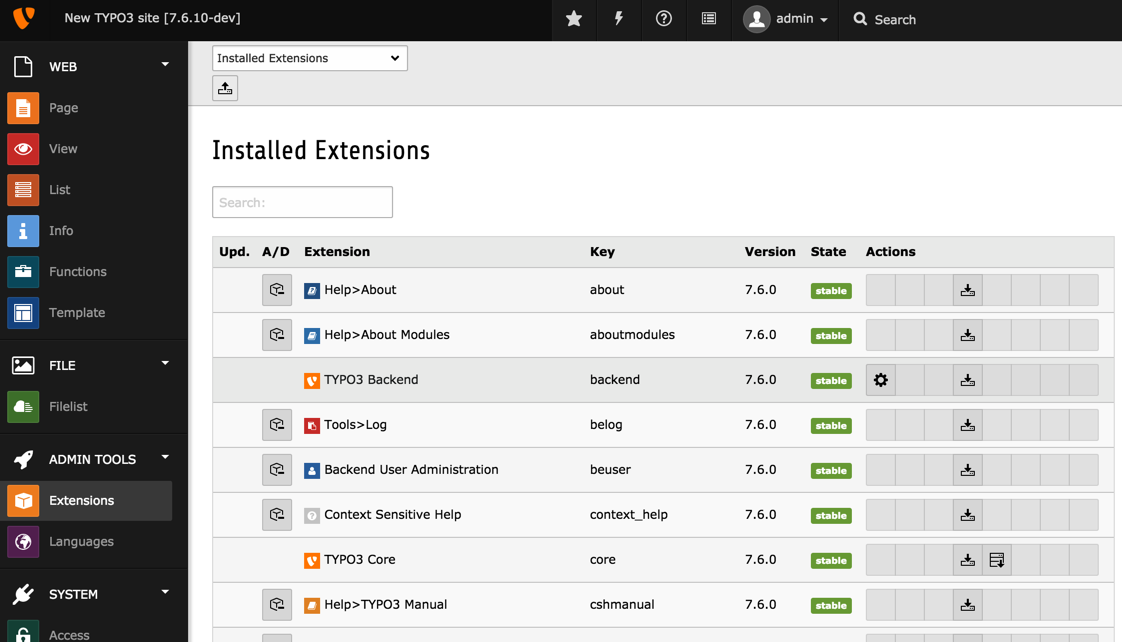 New TYPO3 site [7.6.10-dev]
admin
Search
WEB
Page
View
List
Info
Functions
Template
FILE
Filelist
ADMIN TOOLS
Extensions
Languages
SYSTEM
Access
Installed Extensions
Installed Extensions
Search:
Upd. A/D Extension Key Version State Actions
Help>About about 7.6.0 stable
Help>About Modules aboutmodules 7.6.0 stable
TYPO3 Backend backend 7.6.0 stable
Tools>Log belog 7.6.0 stable
Backend User Administration beuser 7.6.0 stable
Context Sensitive Help context_help 7.6.0 stable
TYPO3 Core core 7.6.0 stable
Help>TYPO3 Manual cshmanual 7.6.0 stable